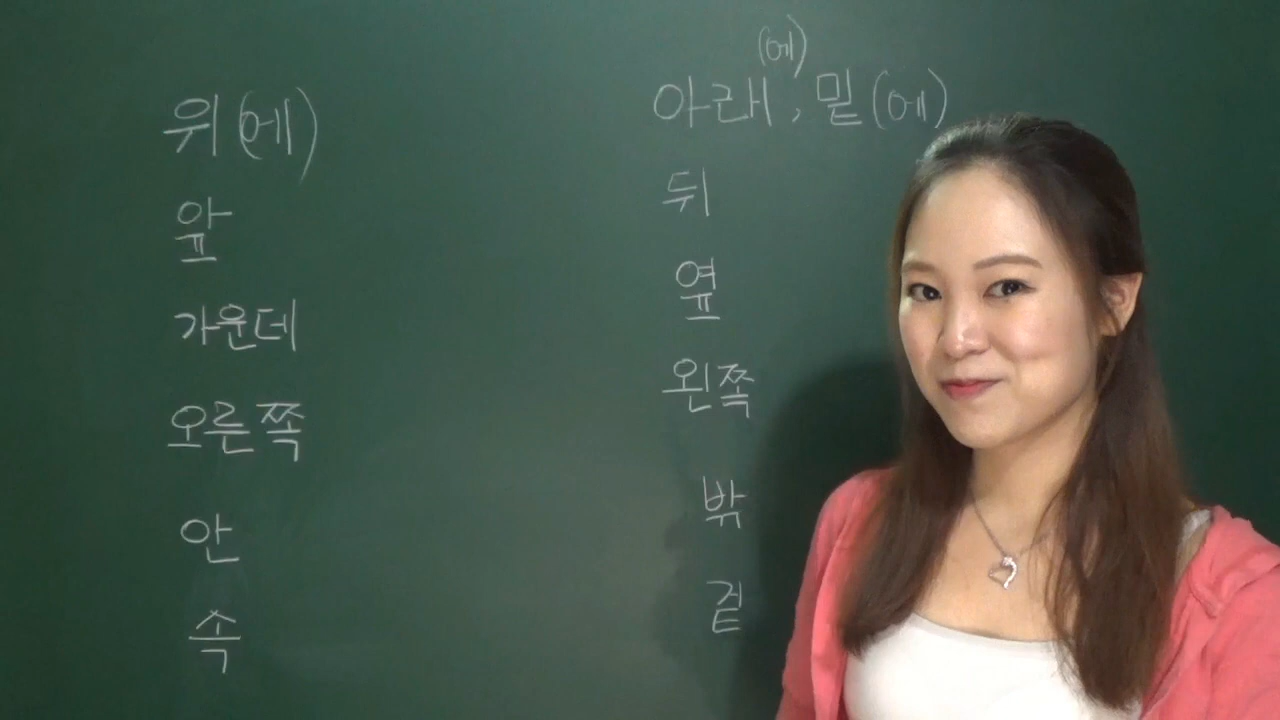 위(에)
앞
가운데
오른쪽
안
속
아래(에), 밑(에)
뒤
옆
왼쪽
밖
겉